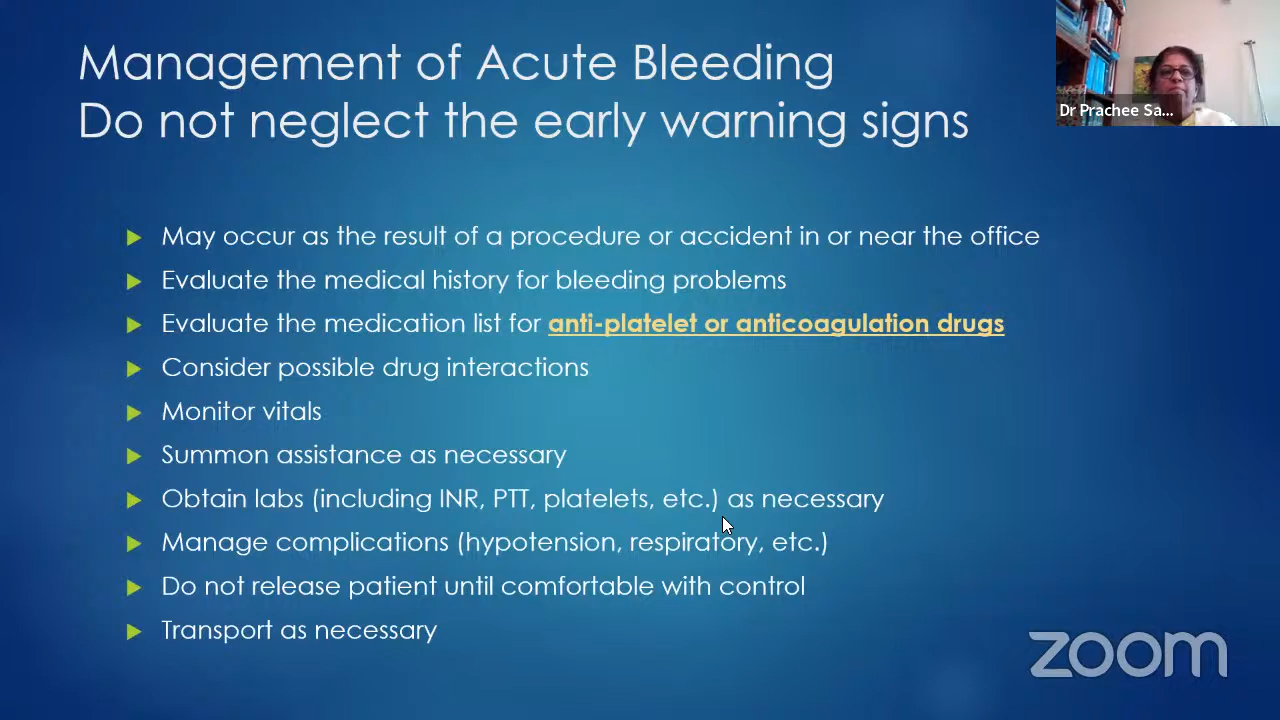 Management of Acute Bleeding
Do not neglect the early warning signs
Dr Prachee Sa...
May occur as the result of a procedure or accident in or near the office
Evaluate the medical history for bleeding problems
Evaluate the medication list for anti-platelet or anticoagulation drugs
Consider possible drug interactions
Monitor vitals
Summon assistance as necessary
Obtain labs (including INR, PTT, platelets, etc.) as necessary
Manage complications (hypotension, respiratory, etc.)
Do not release patient until comfortable with control
Transport as necessary
zoom